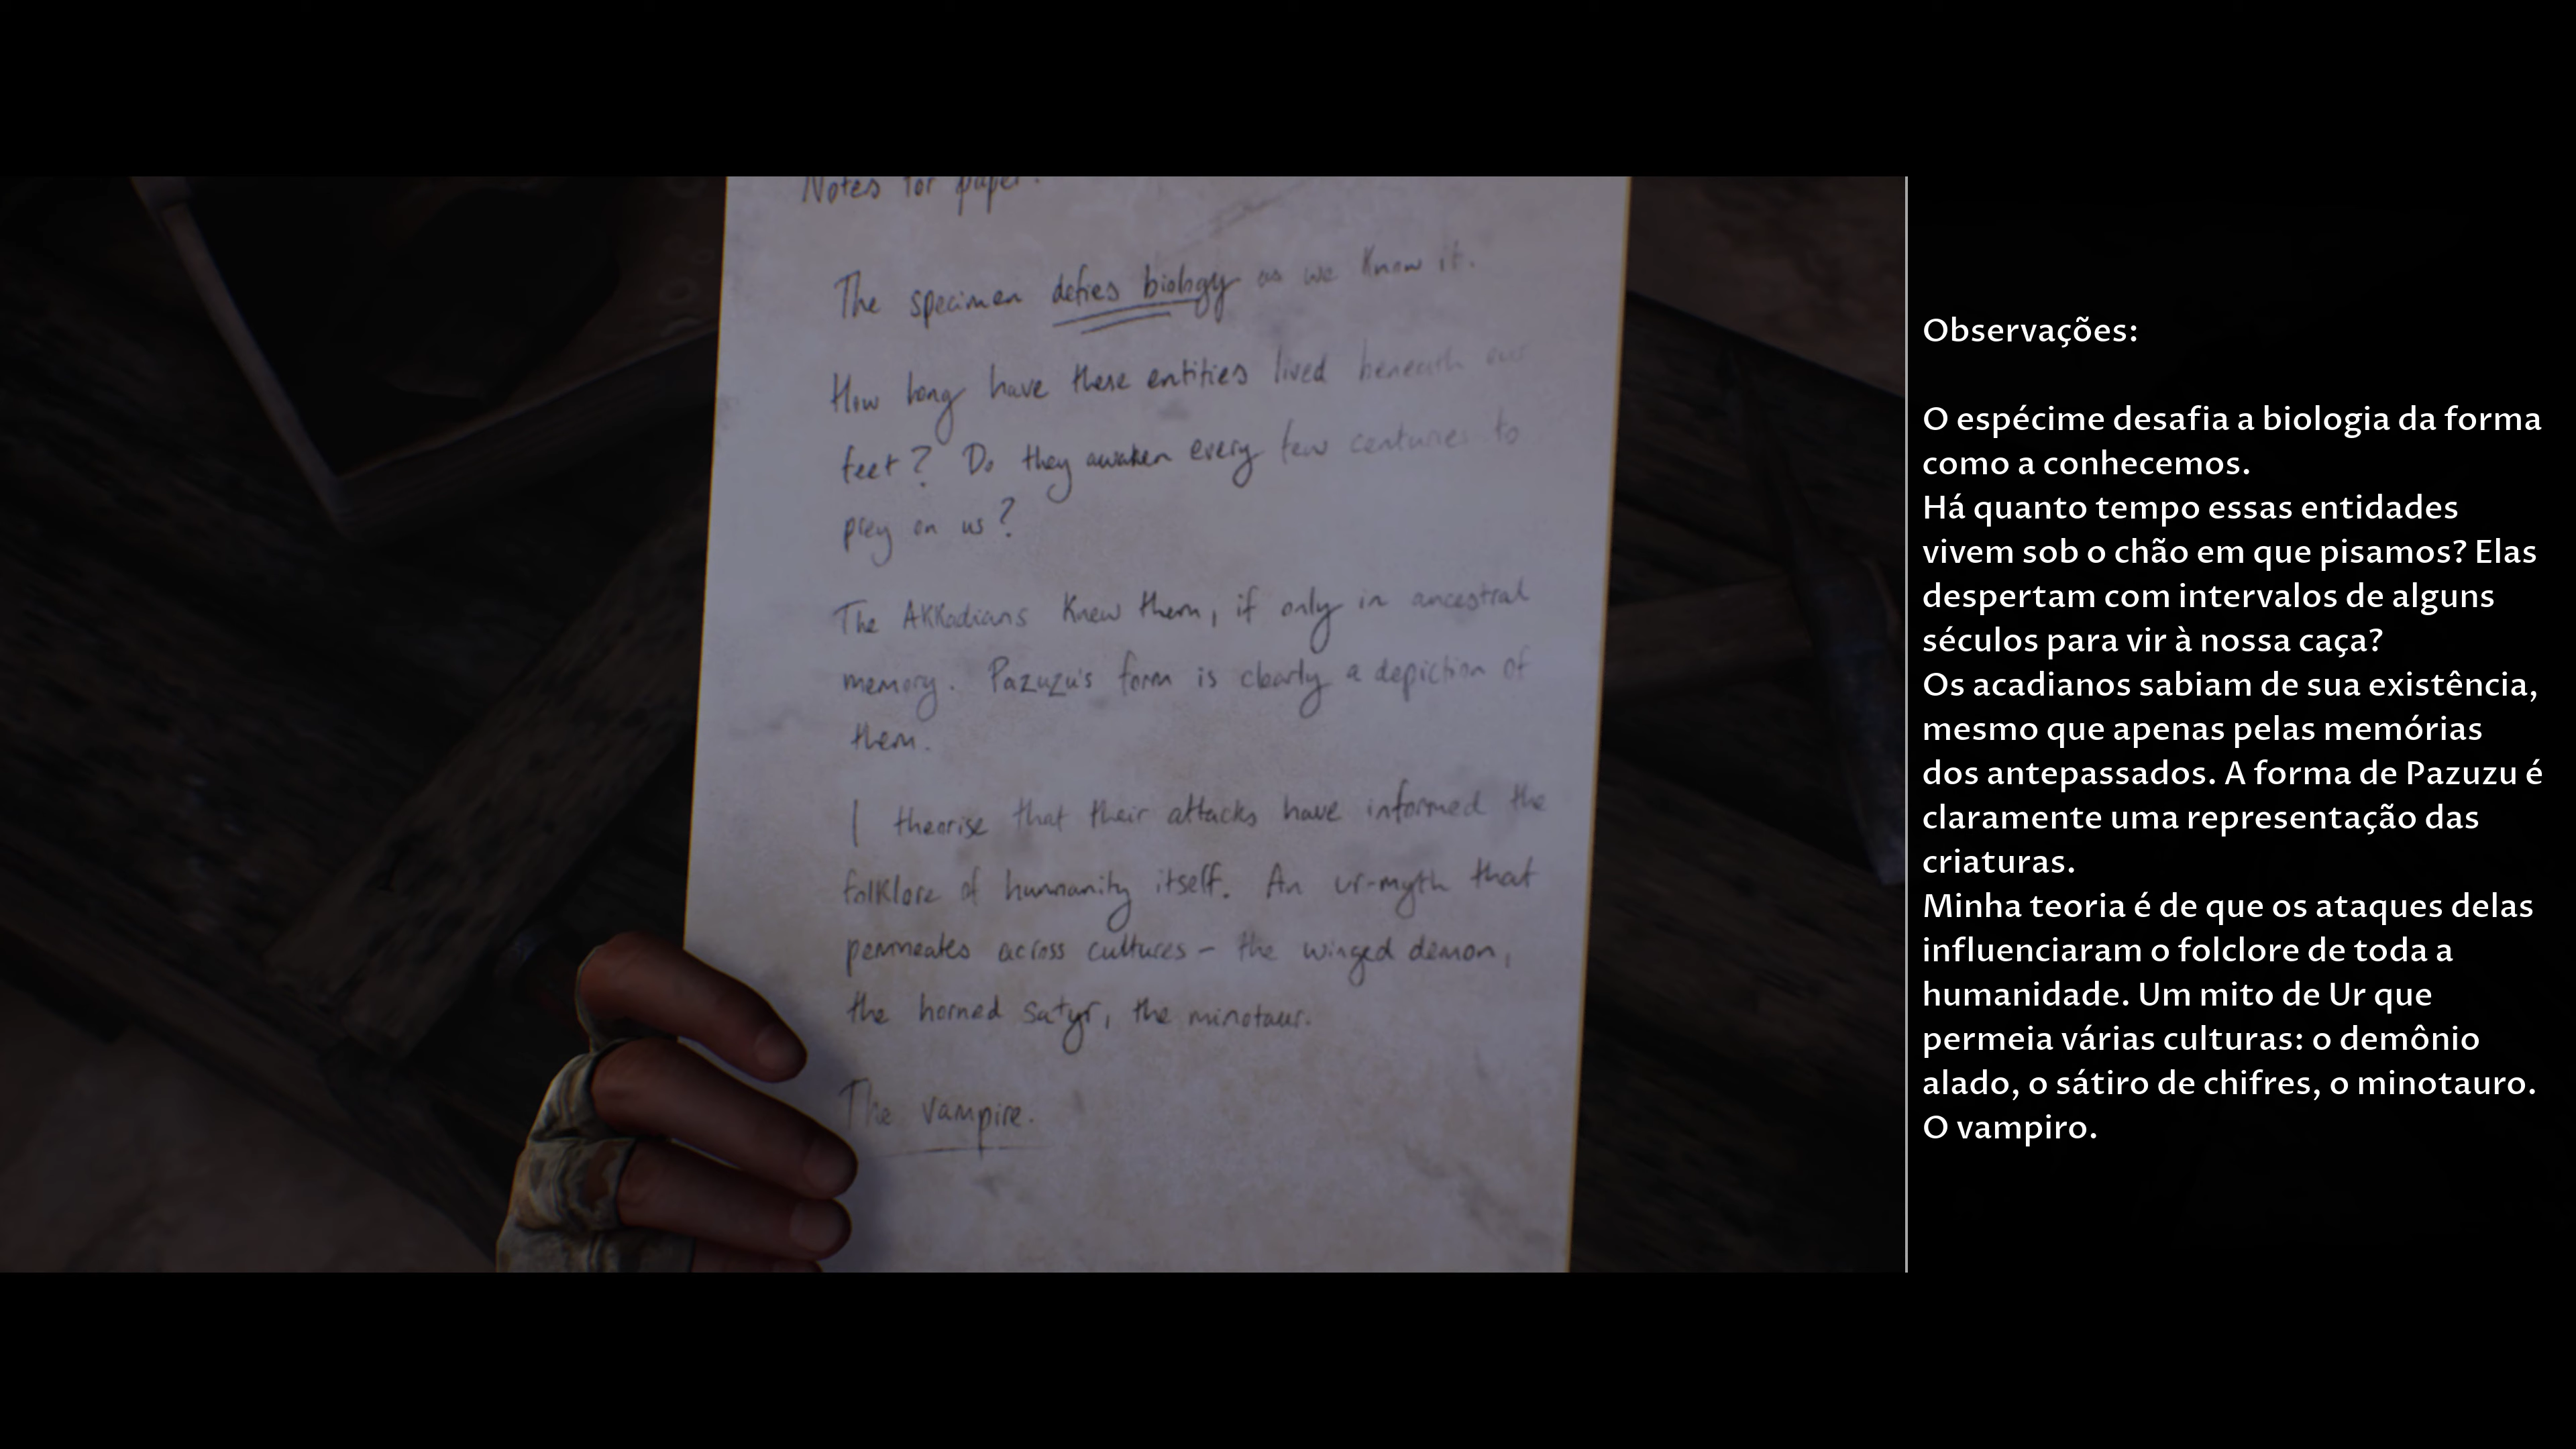 Notes for paper:
The specimen defies biology as we know it.
How long have these entities lived beneath our
feet? Do they awaken every few centuries to
prey on us?
The Akkadians knew them, if only in ancestral
memory. Pazuzu's form is clearly a depiction of
them.
I theorise that their attacks have informed the
folklore of humanity itself. An ur-myth that
permeates across cultures - the winged demon,
the horned satyr, the minotaur.
The vampire.
Observações:
O espécime desafia a biologia da forma
como a conhecemos.
Há quanto tempo essas entidades
vivem sob o chão em que pisamos? Elas
despertam com intervalos de alguns
séculos para vir à nossa caça?
Os acadianos sabiam de sua existência,
mesmo que apenas pelas memórias
dos antepassados. A forma de Pazuzu é
claramente uma representação das
criaturas.
Minha teoria é de que os ataques delas
influenciaram o folclore de toda a
humanidade. Um mito de Ur que
permeia várias culturas: o demônio
alado, o sátiro de chifres, o minotauro.
O vampiro.